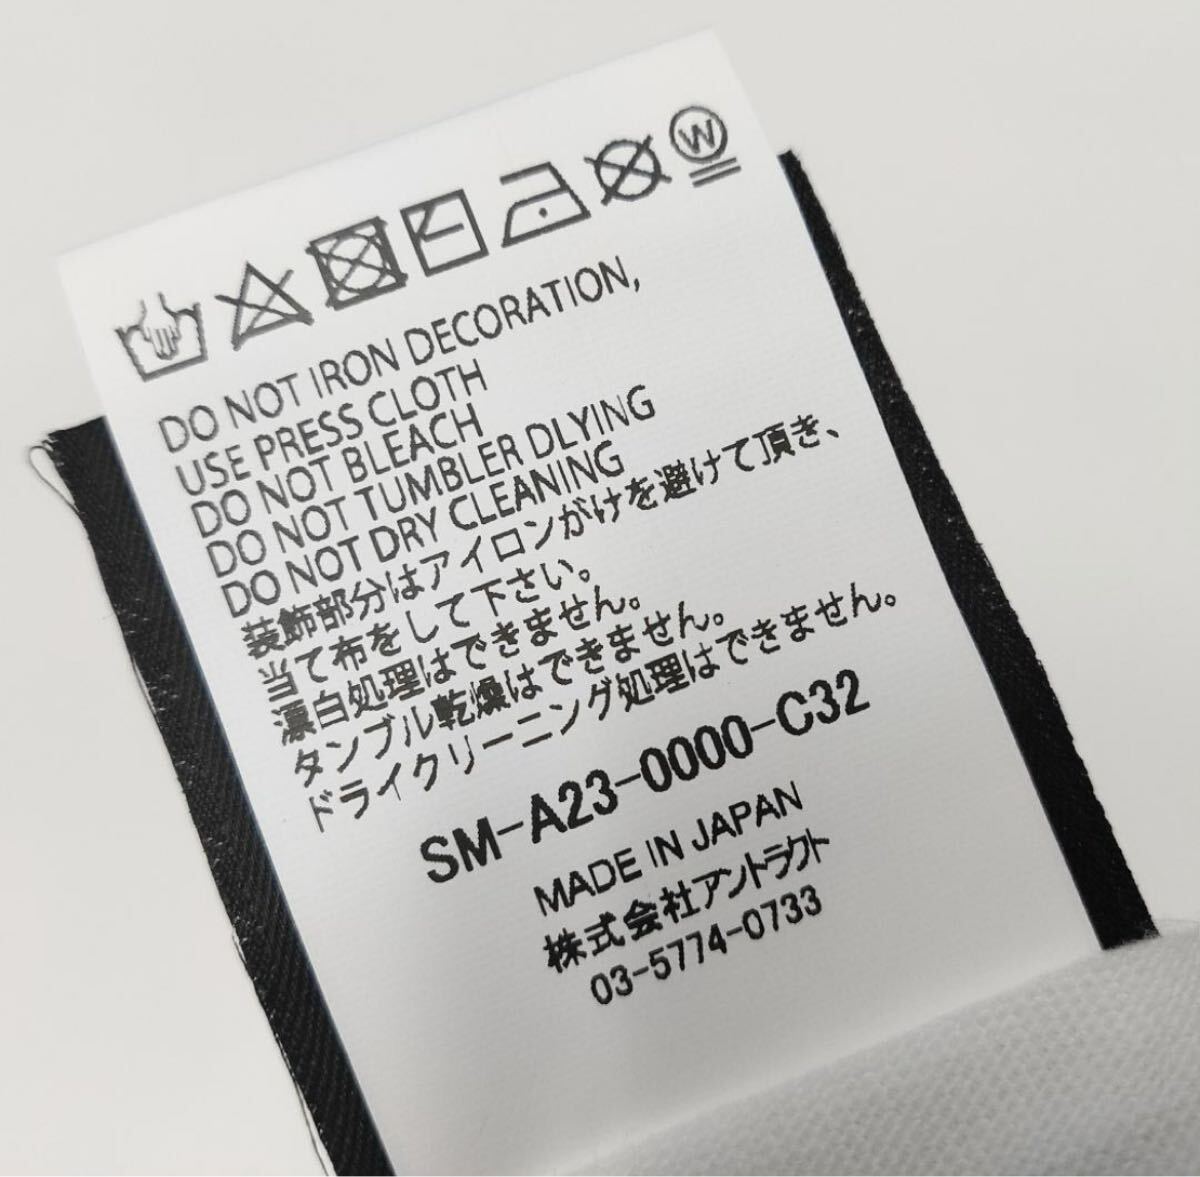 W
DO NOT IRON DECORATION,
USE PRESS CLOTH
DO NOT BLEACH
DO NOT TUMBLER DLYING
DO NOT DRY CLEANING
装飾部分はアイロンがけを避けて頂き、
当て布をして下さい。
漂白処理はできません。
タンブル乾燥はできません。
ドライクリーニング処理はできません。
SM-A23-0000-C32
MADE IN JAPAN
株式会社アントラクト
03-5774-0733